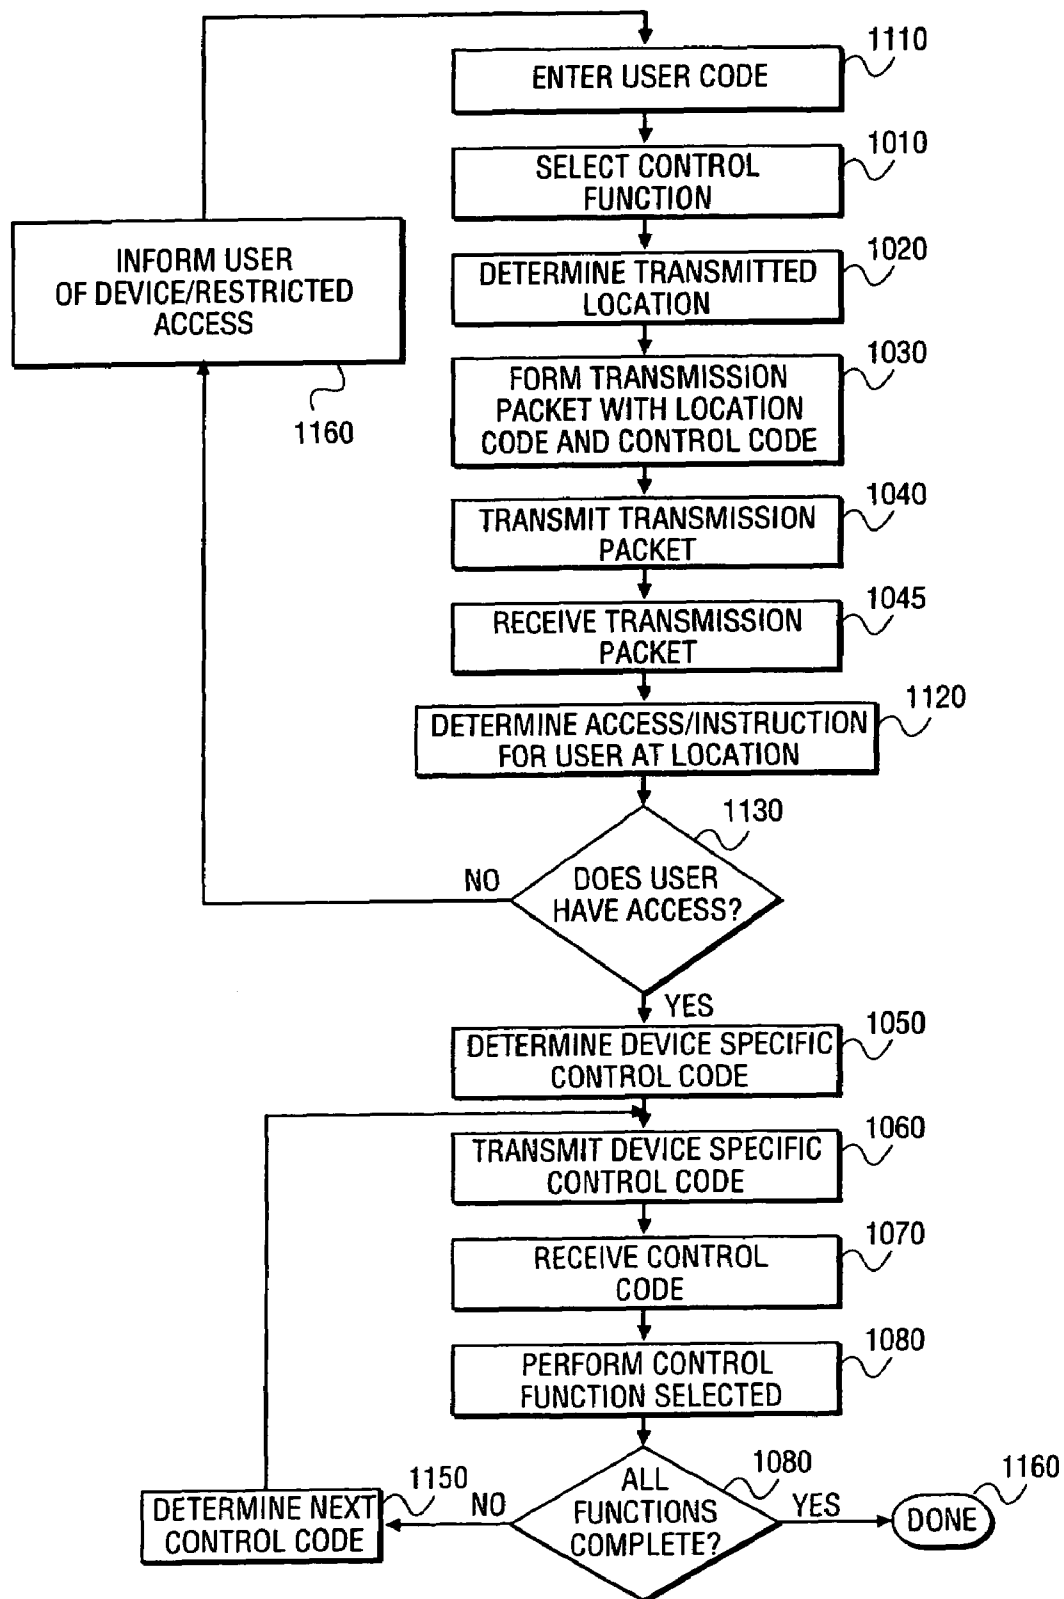 1110
ENTER USER CODE
1010
SELECT CONTROL
FUNCTION
INFORM USER
OF DEVICE/RESTRICTED
ACCESS
1160
1020
DETERMINE TRANSMITTED
LOCATION
1030
FORM TRANSMISSION
PACKET WITH LOCATION
CODE AND CONTROL CODE
1040
TRANSMIT TRANSMISSION
PACKET
1045
RECEIVE TRANSMISSION
PACKET
1120
DETERMINE ACCESS/INSTRUCTION
FOR USER AT LOCATION
1130
DOES USER
HAVE ACCESS?
NO
YES
1050
DETERMINE DEVICE SPECIFIC
CONTROL CODE
1060
TRANSMIT DEVICE SPECIFIC
CONTROL CODE
1070
RECEIVE CONTROL
CODE
1080
PERFORM CONTROL
FUNCTION SELECTED
1080
ALL
FUNCTIONS
COMPLETE?
NO
1150
DETERMINE NEXT
CONTROL CODE
YES
1160
DONE